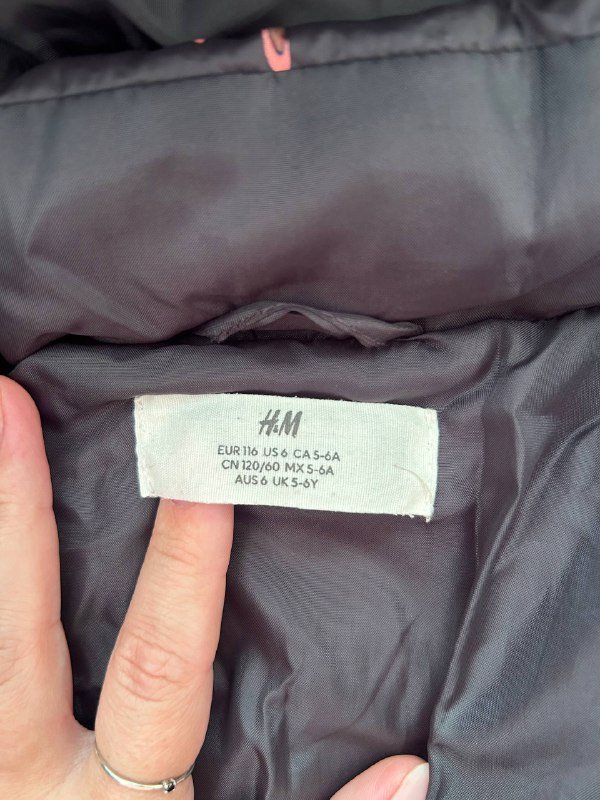 H&M
EUR 116 US 6 CA 5-6A
CN 120/60 MX 5-6A
AUS 6 UK 5-6Y